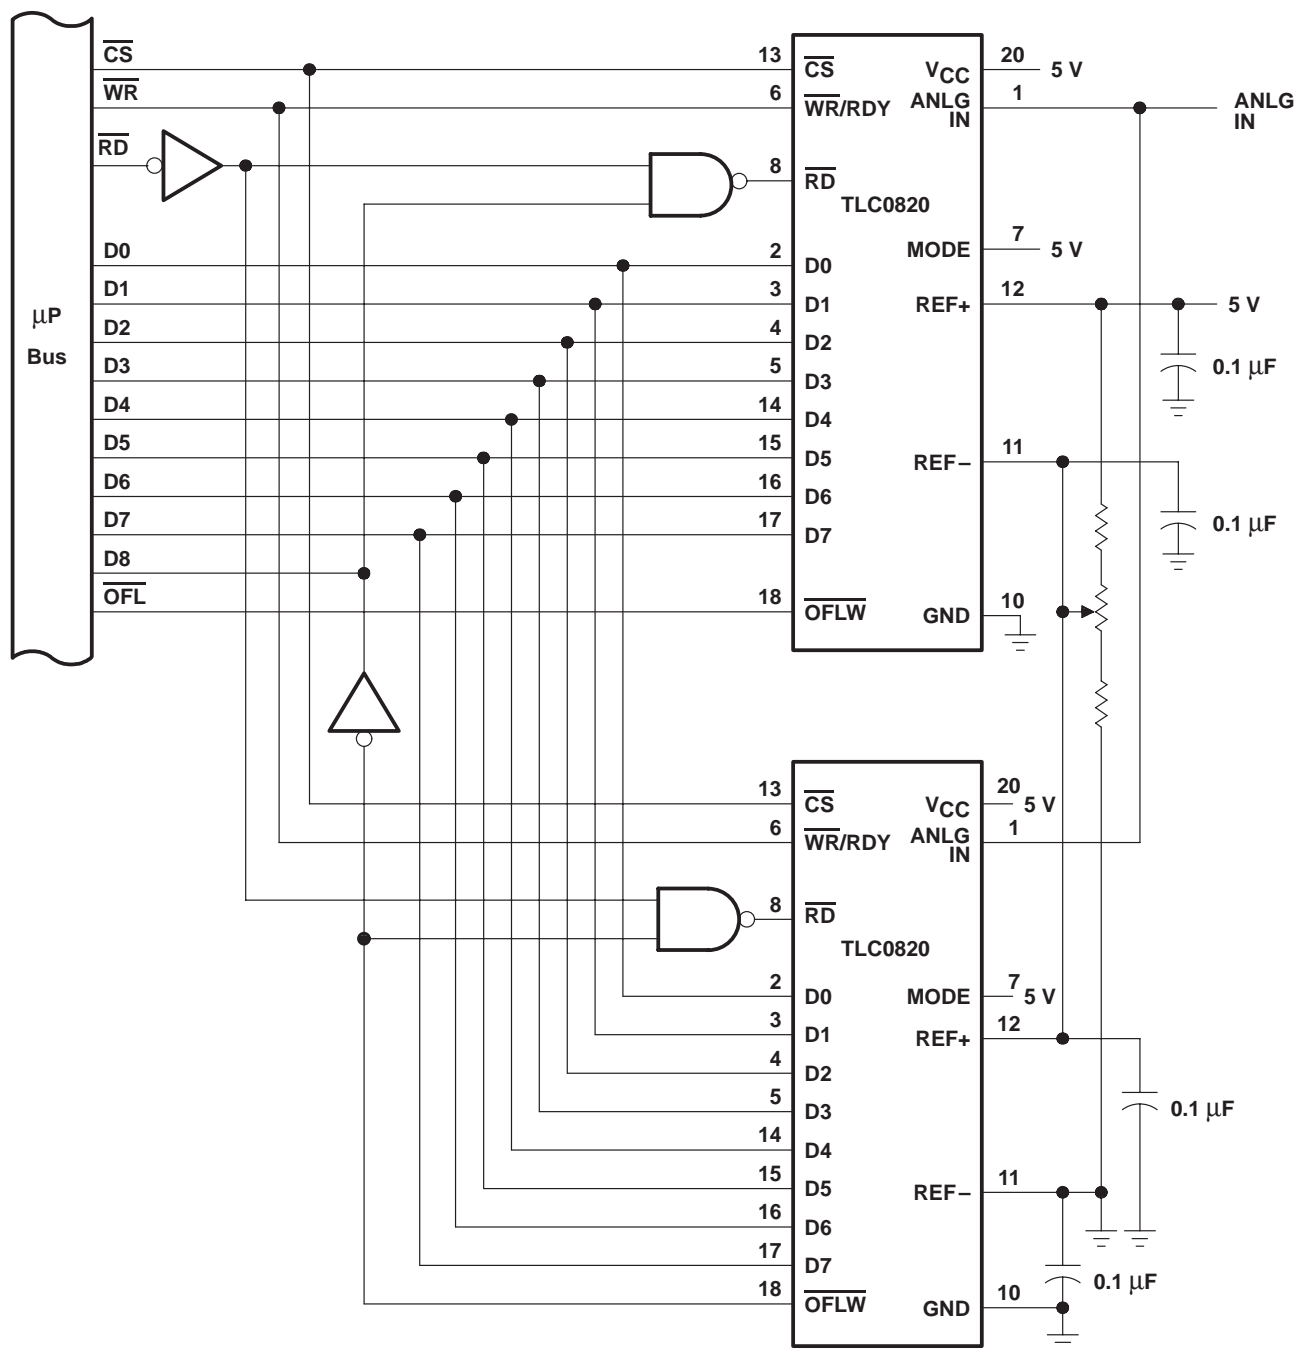 CS 13 CS VCC 20 5 V
WR 6 WR/RDY ANLG IN 1 ANLG IN
RD 8 RD
TLC0820
MODE 7 5 V
D0 2 D0
D1 3 D1 REF+ 12 5 V
μP Bus
D2 4 D2
D3 5 D3 0.1 μF
D4 14 D4
D5 15 D5 REF– 11
D6 16 D6
D7 17 D7 0.1 μF
D8
OFL 18 OFLW GND 10
13 CS VCC 20 5 V
6 WR/RDY ANLG IN 1
8 RD
TLC0820
2 D0 MODE 7 5 V
3 D1 REF+ 12
4 D2
5 D3 0.1 μF
14 D4
15 D5 REF– 11
16 D6
17 D7 0.1 μF
18 OFLW GND 10